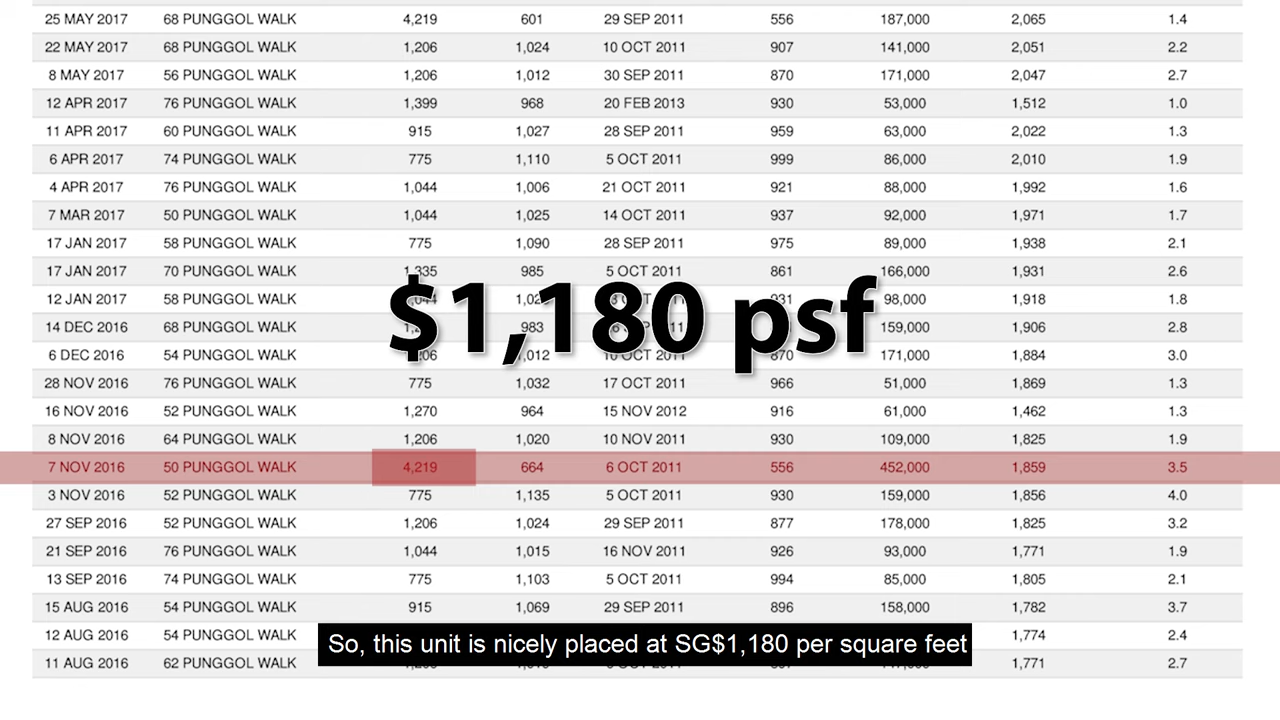 25 MAY 2017 68 PUNGGOL WALK 4,219 601 29 SEP 2011 556 187,000 2,065 1.4
22 MAY 2017 68 PUNGGOL WALK 1,206 1,024 10 OCT 2011 907 141,000 2,051 2.2
8 MAY 2017 56 PUNGGOL WALK 1,206 1,012 30 SEP 2011 870 171,000 2,047 2.7
12 APR 2017 76 PUNGGOL WALK 1,399 968 20 FEB 2013 930 53,000 1,512 1.0
11 APR 2017 60 PUNGGOL WALK 915 1,027 28 SEP 2011 959 63,000 2,022 1.3
6 APR 2017 74 PUNGGOL WALK 775 1,110 5 OCT 2011 999 86,000 2,010 1.9
4 APR 2017 76 PUNGGOL WALK 1,044 1,006 21 OCT 2011 921 88,000 1,992 1.6
7 MAR 2017 50 PUNGGOL WALK 1,044 1,025 14 OCT 2011 937 92,000 1,971 1.7
17 JAN 2017 58 PUNGGOL WALK 775 1,090 28 SEP 2011 975 89,000 1,938 2.1
17 JAN 2017 70 PUNGGOL WALK 1,335 985 5 OCT 2011 861 166,000 1,931 2.6
12 JAN 2017 58 PUNGGOL WALK 1,044 931 98,000 1,918 1.8
$1,180 psf
14 DEC 2016 68 PUNGGOL WALK 983 159,000 1,906 2.8
6 DEC 2016 54 PUNGGOL WALK 1,206 1,012 10 OCT 2011 870 171,000 1,884 3.0
28 NOV 2016 76 PUNGGOL WALK 775 1,032 17 OCT 2011 966 51,000 1,869 1.3
16 NOV 2016 52 PUNGGOL WALK 1,270 964 15 NOV 2012 916 61,000 1,462 1.3
8 NOV 2016 64 PUNGGOL WALK 1,206 1,020 10 NOV 2011 930 109,000 1,825 1.9
7 NOV 2016 50 PUNGGOL WALK 4,219 664 6 OCT 2011 556 452,000 1,859 3.5
3 NOV 2016 52 PUNGGOL WALK 775 1,135 5 OCT 2011 930 159,000 1,856 4.0
27 SEP 2016 52 PUNGGOL WALK 1,206 1,024 29 SEP 2011 877 178,000 1,825 3.2
21 SEP 2016 76 PUNGGOL WALK 1,044 1,015 16 NOV 2011 926 93,000 1,771 1.9
13 SEP 2016 74 PUNGGOL WALK 775 1,103 5 OCT 2011 994 85,000 1,805 2.1
15 AUG 2016 54 PUNGGOL WALK 915 1,069 29 SEP 2011 896 158,000 1,782 3.7
12 AUG 2016 54 PUNGGOL 1,774 2.4
So, this unit is nicely placed at SG$1,180 per square feet
11 AUG 2016 62 PUNGGOL WALK 1,771 2.7